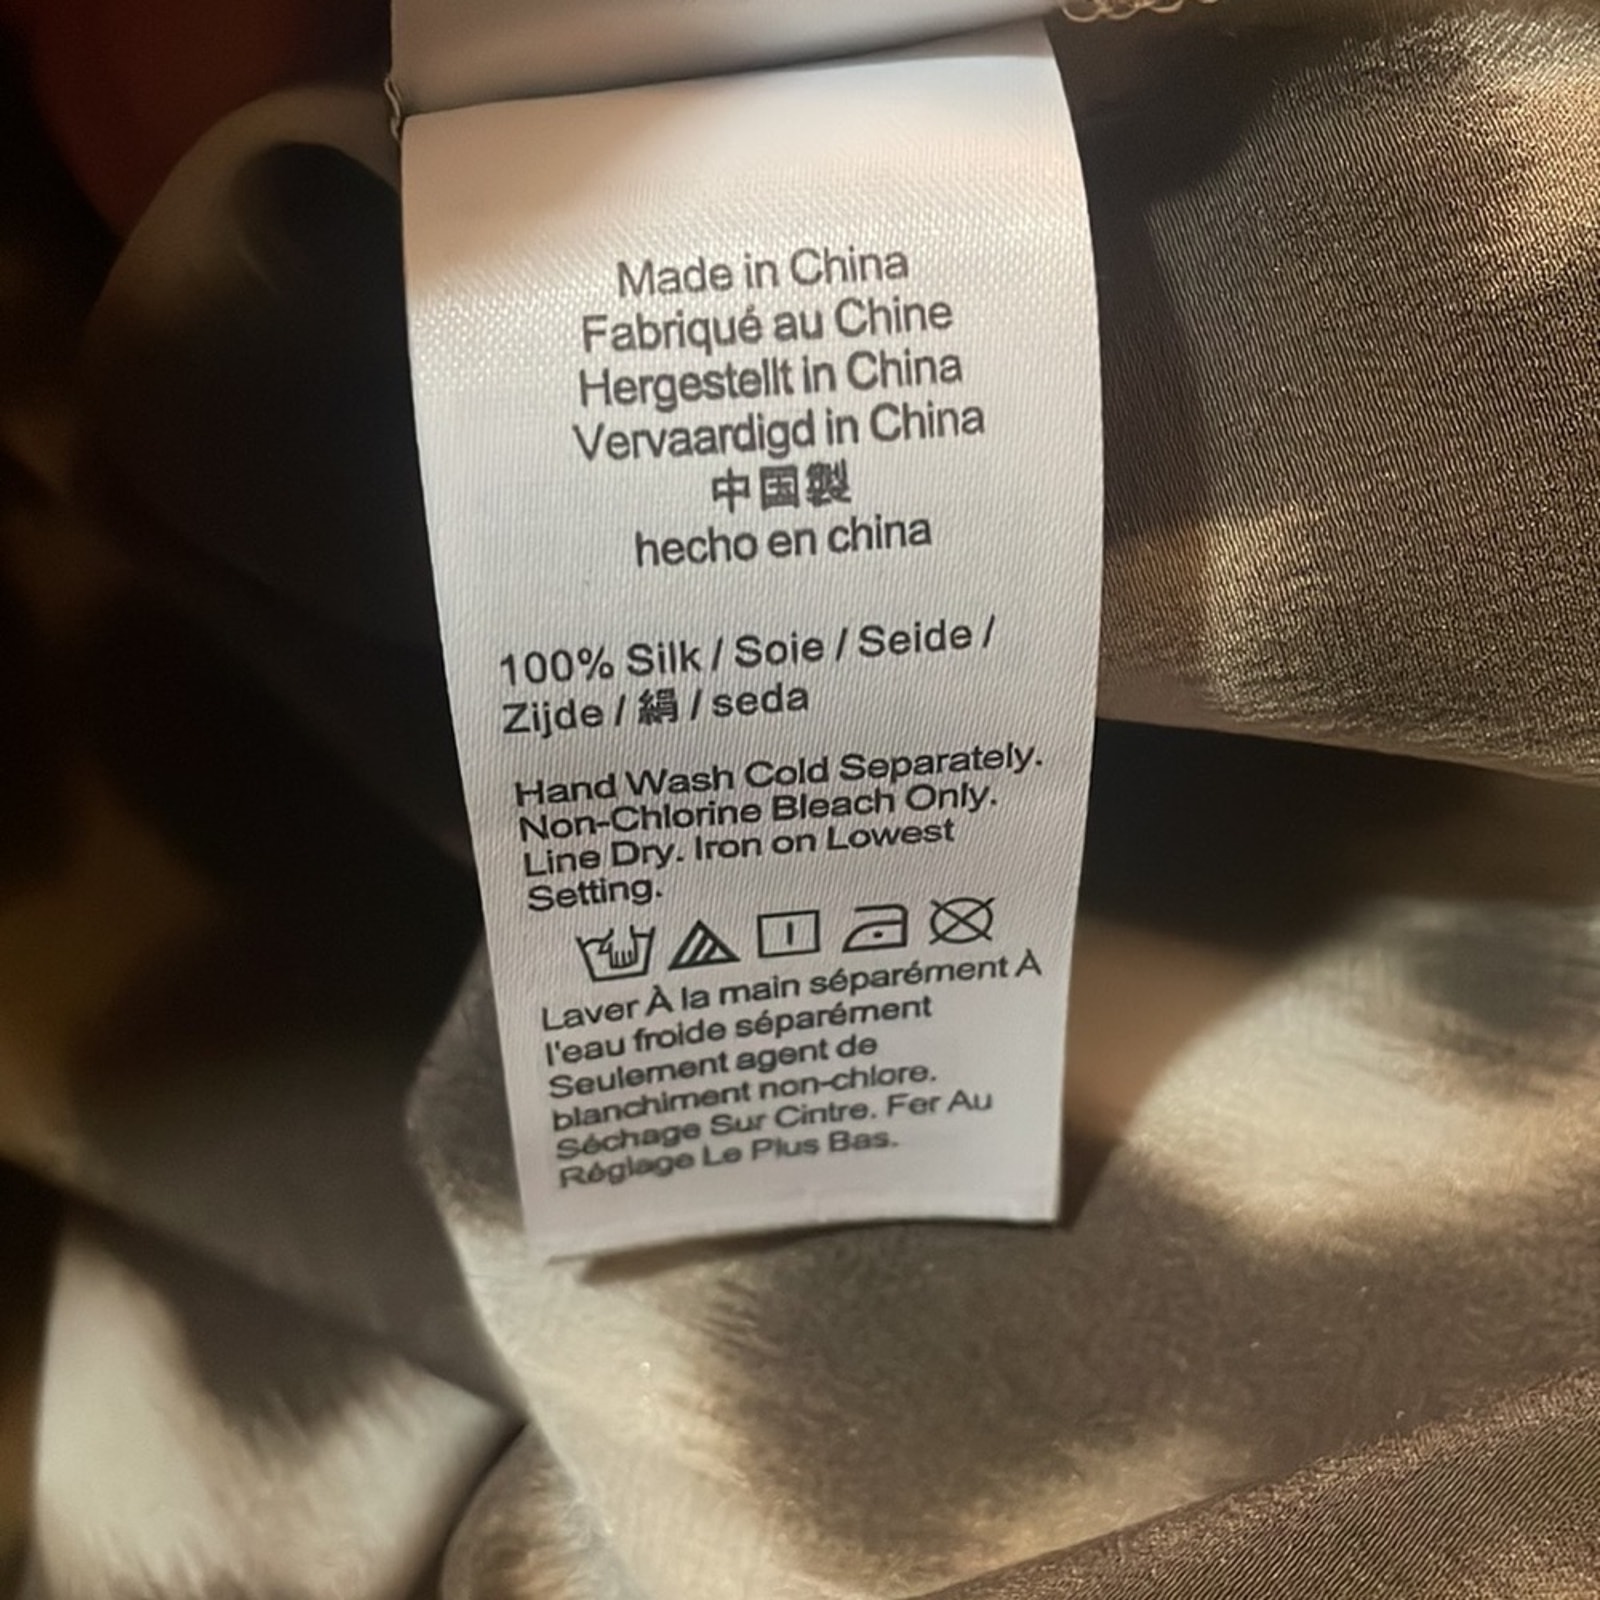 Made in China
Fabriqué au Chine
Hergestellt in China
Vervaardigd in China
中国製
hecho en china
100% Silk / Soie / Seide /
Zijde / 絹 / seda
Hand Wash Cold Separately.
Non-Chlorine Bleach Only.
Line Dry. Iron on Lowest
Setting.
Laver À la main séparément À
l'eau froide séparément
Seulement agent de
blanchiment non-chlore.
Séchage Sur Cintre. Fer Au
Réglage Le Plus Bas.